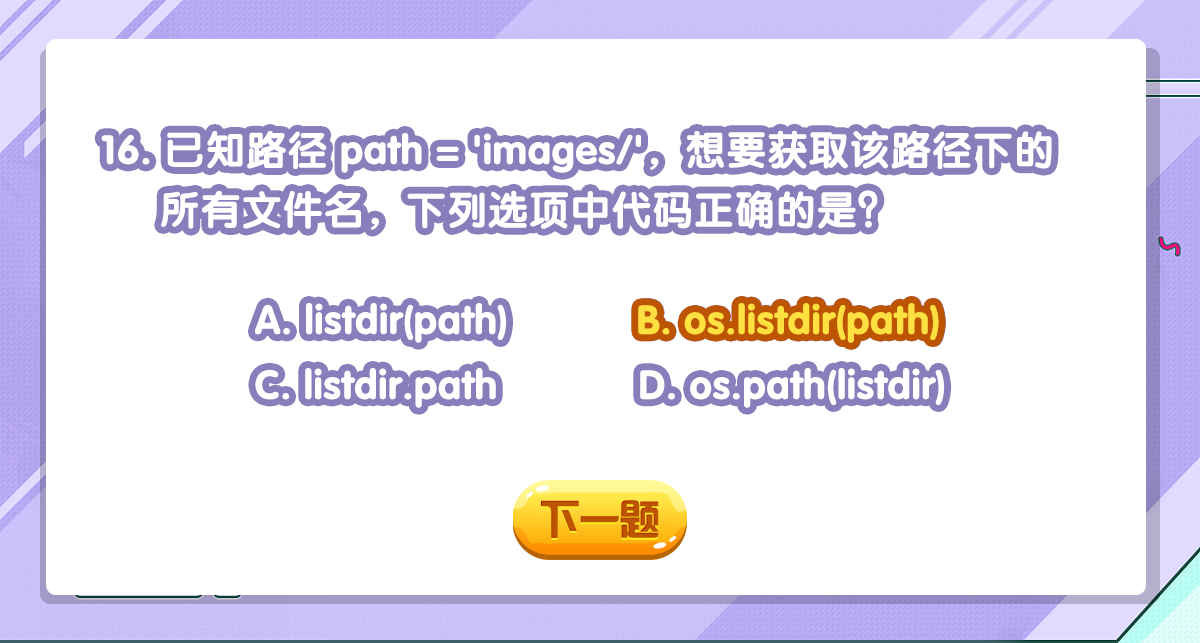 16. 已知路径 path = 'images/'，想要获取该路径下的
所有文件名，下列选项中代码正确的是？
A. listdir(path)
B. os.listdir(path)
C. listdir.path
D. os.path(listdir)
下一题